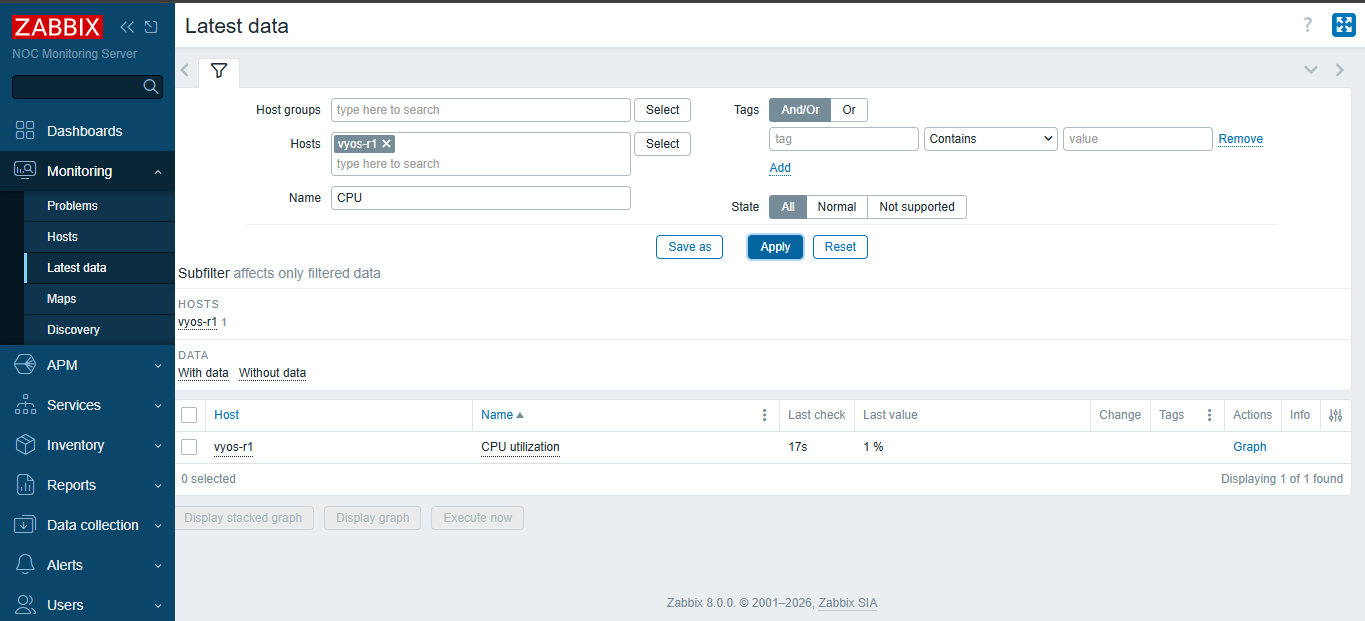 ZABBIX
NOC Monitoring Server
Dashboards
Monitoring
Problems
Hosts
Latest data
Maps
Discovery
APM
Services
Inventory
Reports
Data collection
Alerts
Users
Latest data
?
Host groups type here to search Select
Hosts vyos-r1 Select
type here to search
Name CPU
Tags And/Or Or
tag Contains value Remove
Add
State All Normal Not supported
Save as Apply Reset
Subfilter affects only filtered data
HOSTS
vyos-r1 1
DATA
With data Without data
Host Name Last check Last value Change Tags Actions Info
vyos-r1 CPU utilization 17s 1 % Graph
0 selected Displaying 1 of 1 found
Display stacked graph Display graph Execute now
Zabbix 8.0.0. © 2001–2026, Zabbix SIA